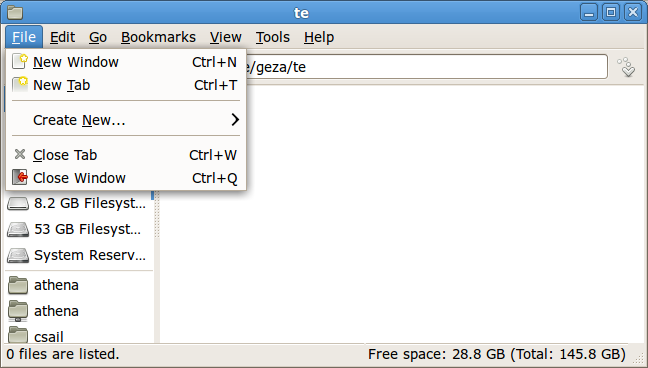 te
File Edit Go Bookmarks View Tools Help
New Window Ctrl+N
New Tab Ctrl+T
Create New...
Close Tab Ctrl+W
Close Window Ctrl+Q
/geza/te
8.2 GB Filesyst...
53 GB Filesyst...
System Reserv...
athena
athena
csail
0 files are listed. Free space: 28.8 GB (Total: 145.8 GB)